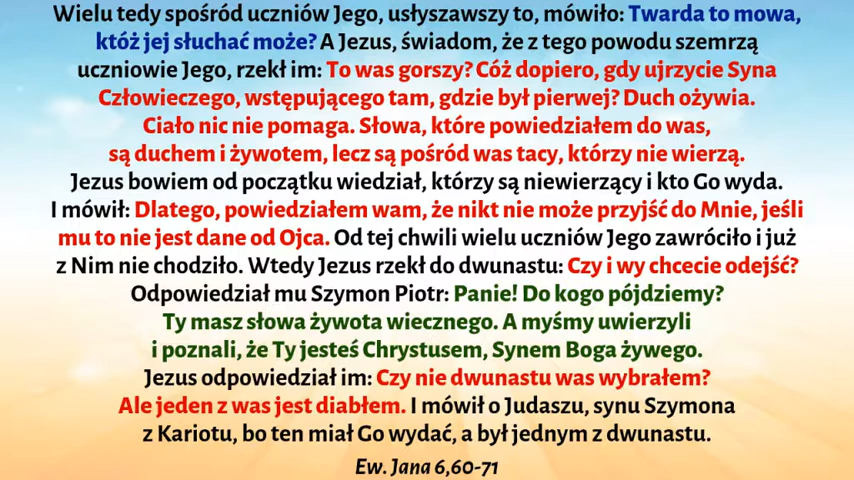 Wielu tedy spośród uczniów Jego, usłyszawszy to, mówiło: Twarda to mowa,
któż jej słuchać może? A Jezus, świadom, że z tego powodu szemrzą
uczniowie Jego, rzekł im: To was gorszy? Cóż dopiero, gdy ujrzycie Syna
Człowieczego, wstępującego tam, gdzie był pierwej? Duch ożywia.
Ciało nic nie pomaga. Słowa, które powiedziałem do was,
są duchem i żywotem, lecz są pośród was tacy, którzy nie wierzą.
Jezus bowiem od początku wiedział, którzy są niewierzący i kto Go wyda.
I mówił: Dlatego, powiedziałem wam, że nikt nie może przyjść do Mnie, jeśli
mu to nie jest dane od Ojca. Od tej chwili wielu uczniów Jego zawróciło i już
z Nim nie chodziło. Wtedy Jezus rzekł do dwunastu: Czy i wy chcecie odejść?
Odpowiedział mu Szymon Piotr: Panie! Do kogo pójdziemy?
Ty masz słowa żywota wiecznego. A myśmy uwierzyli
i poznali, że Ty jesteś Chrystusem, Synem Boga żywego.
Jezus odpowiedział im: Czy nie dwunastu was wybrałem?
Ale jeden z was jest diabłem. I mówił o Judaszu, synu Szymona
z Kariotu, bo ten miał Go wydać, a był jednym z dwunastu.
Ew. Jana 6,60-71